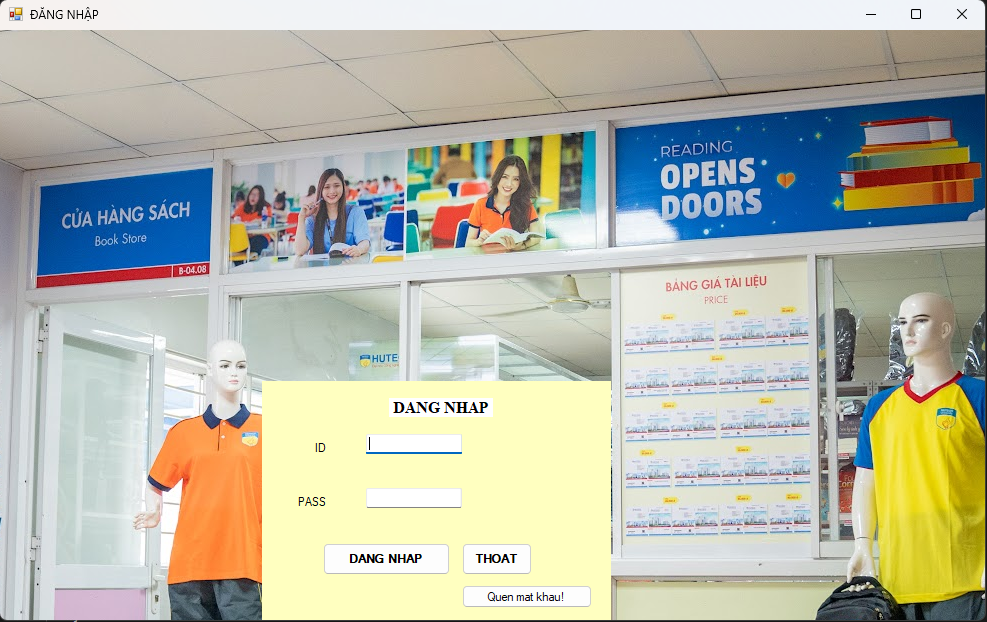 ĐĂNG NHẬP
CỬA HÀNG SÁCH
Book Store
B-04.08
READING
OPENS
DOORS
BẢNG GIÁ TÀI LIỆU
PRICE
DANG NHAP
ID
PASS
DANG NHAP
THOAT
Quen mat khau!